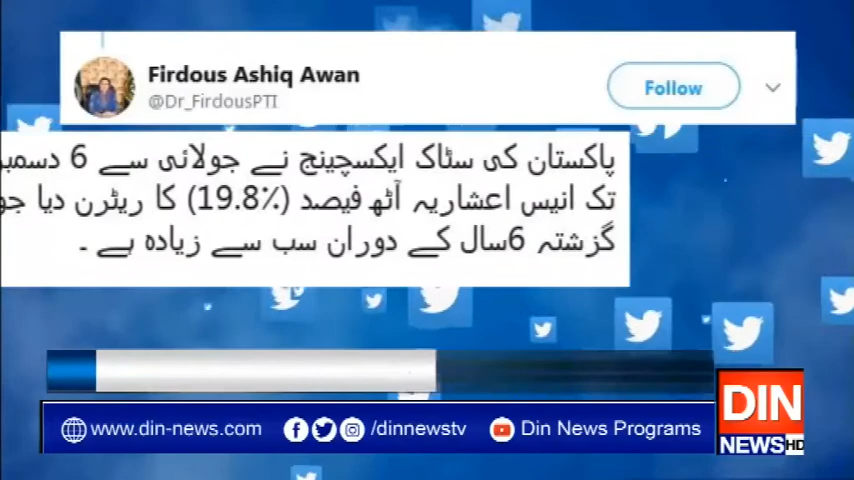 Firdous Ashiq Awan
@Dr_FirdousPTI
Follow
پاکستان کی سٹاک ایکسچینج نے جولائی سے 6 دسمبر
تک انیس اعشاریہ آٹھ فیصد (19.8٪) کا ریٹرن دیا جو
گزشتہ 6سال کے دوران سب سے زیادہ ہے ۔
www.din-news.com
/dinnewstv
Din News Programs
DIN
NEWS HD